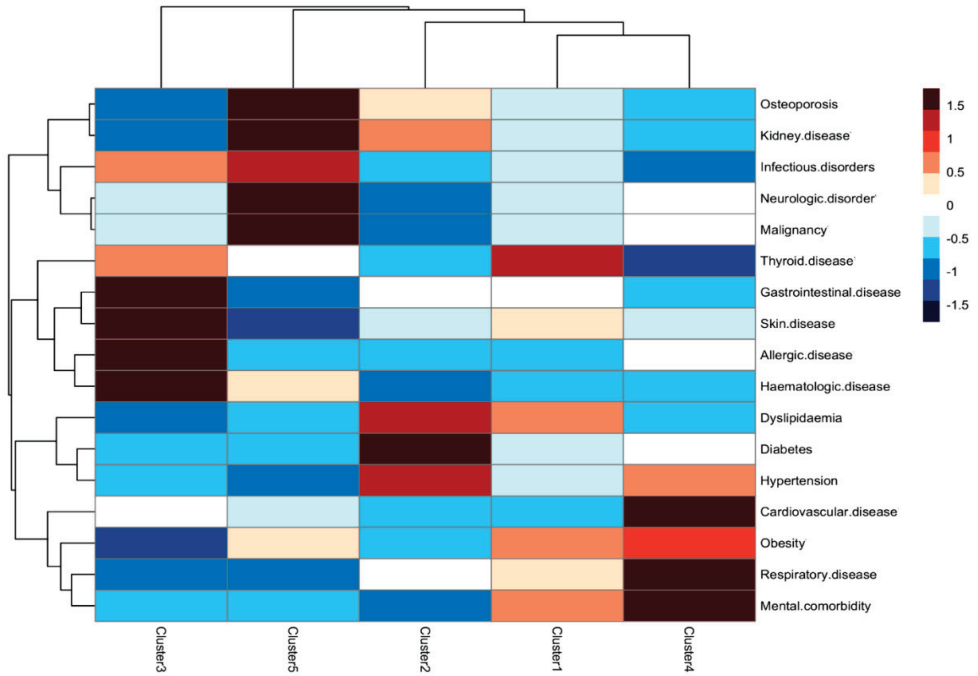 Osteoporosis
Kidney.disease
Infectious.disorders
Neurologic.disorder
Malignancy
Thyroid.disease
Gastrointestinal.disease
Skin.disease
Allergic.disease
Haematologic.disease
Dyslipidaemia
Diabetes
Hypertension
Cardiovascular.disease
Obesity
Respiratory.disease
Mental.comorbidity
1.5
1
0.5
0
-0.5
-1
-1.5
Cluster3
Cluster5
Cluster2
Cluster1
Cluster4